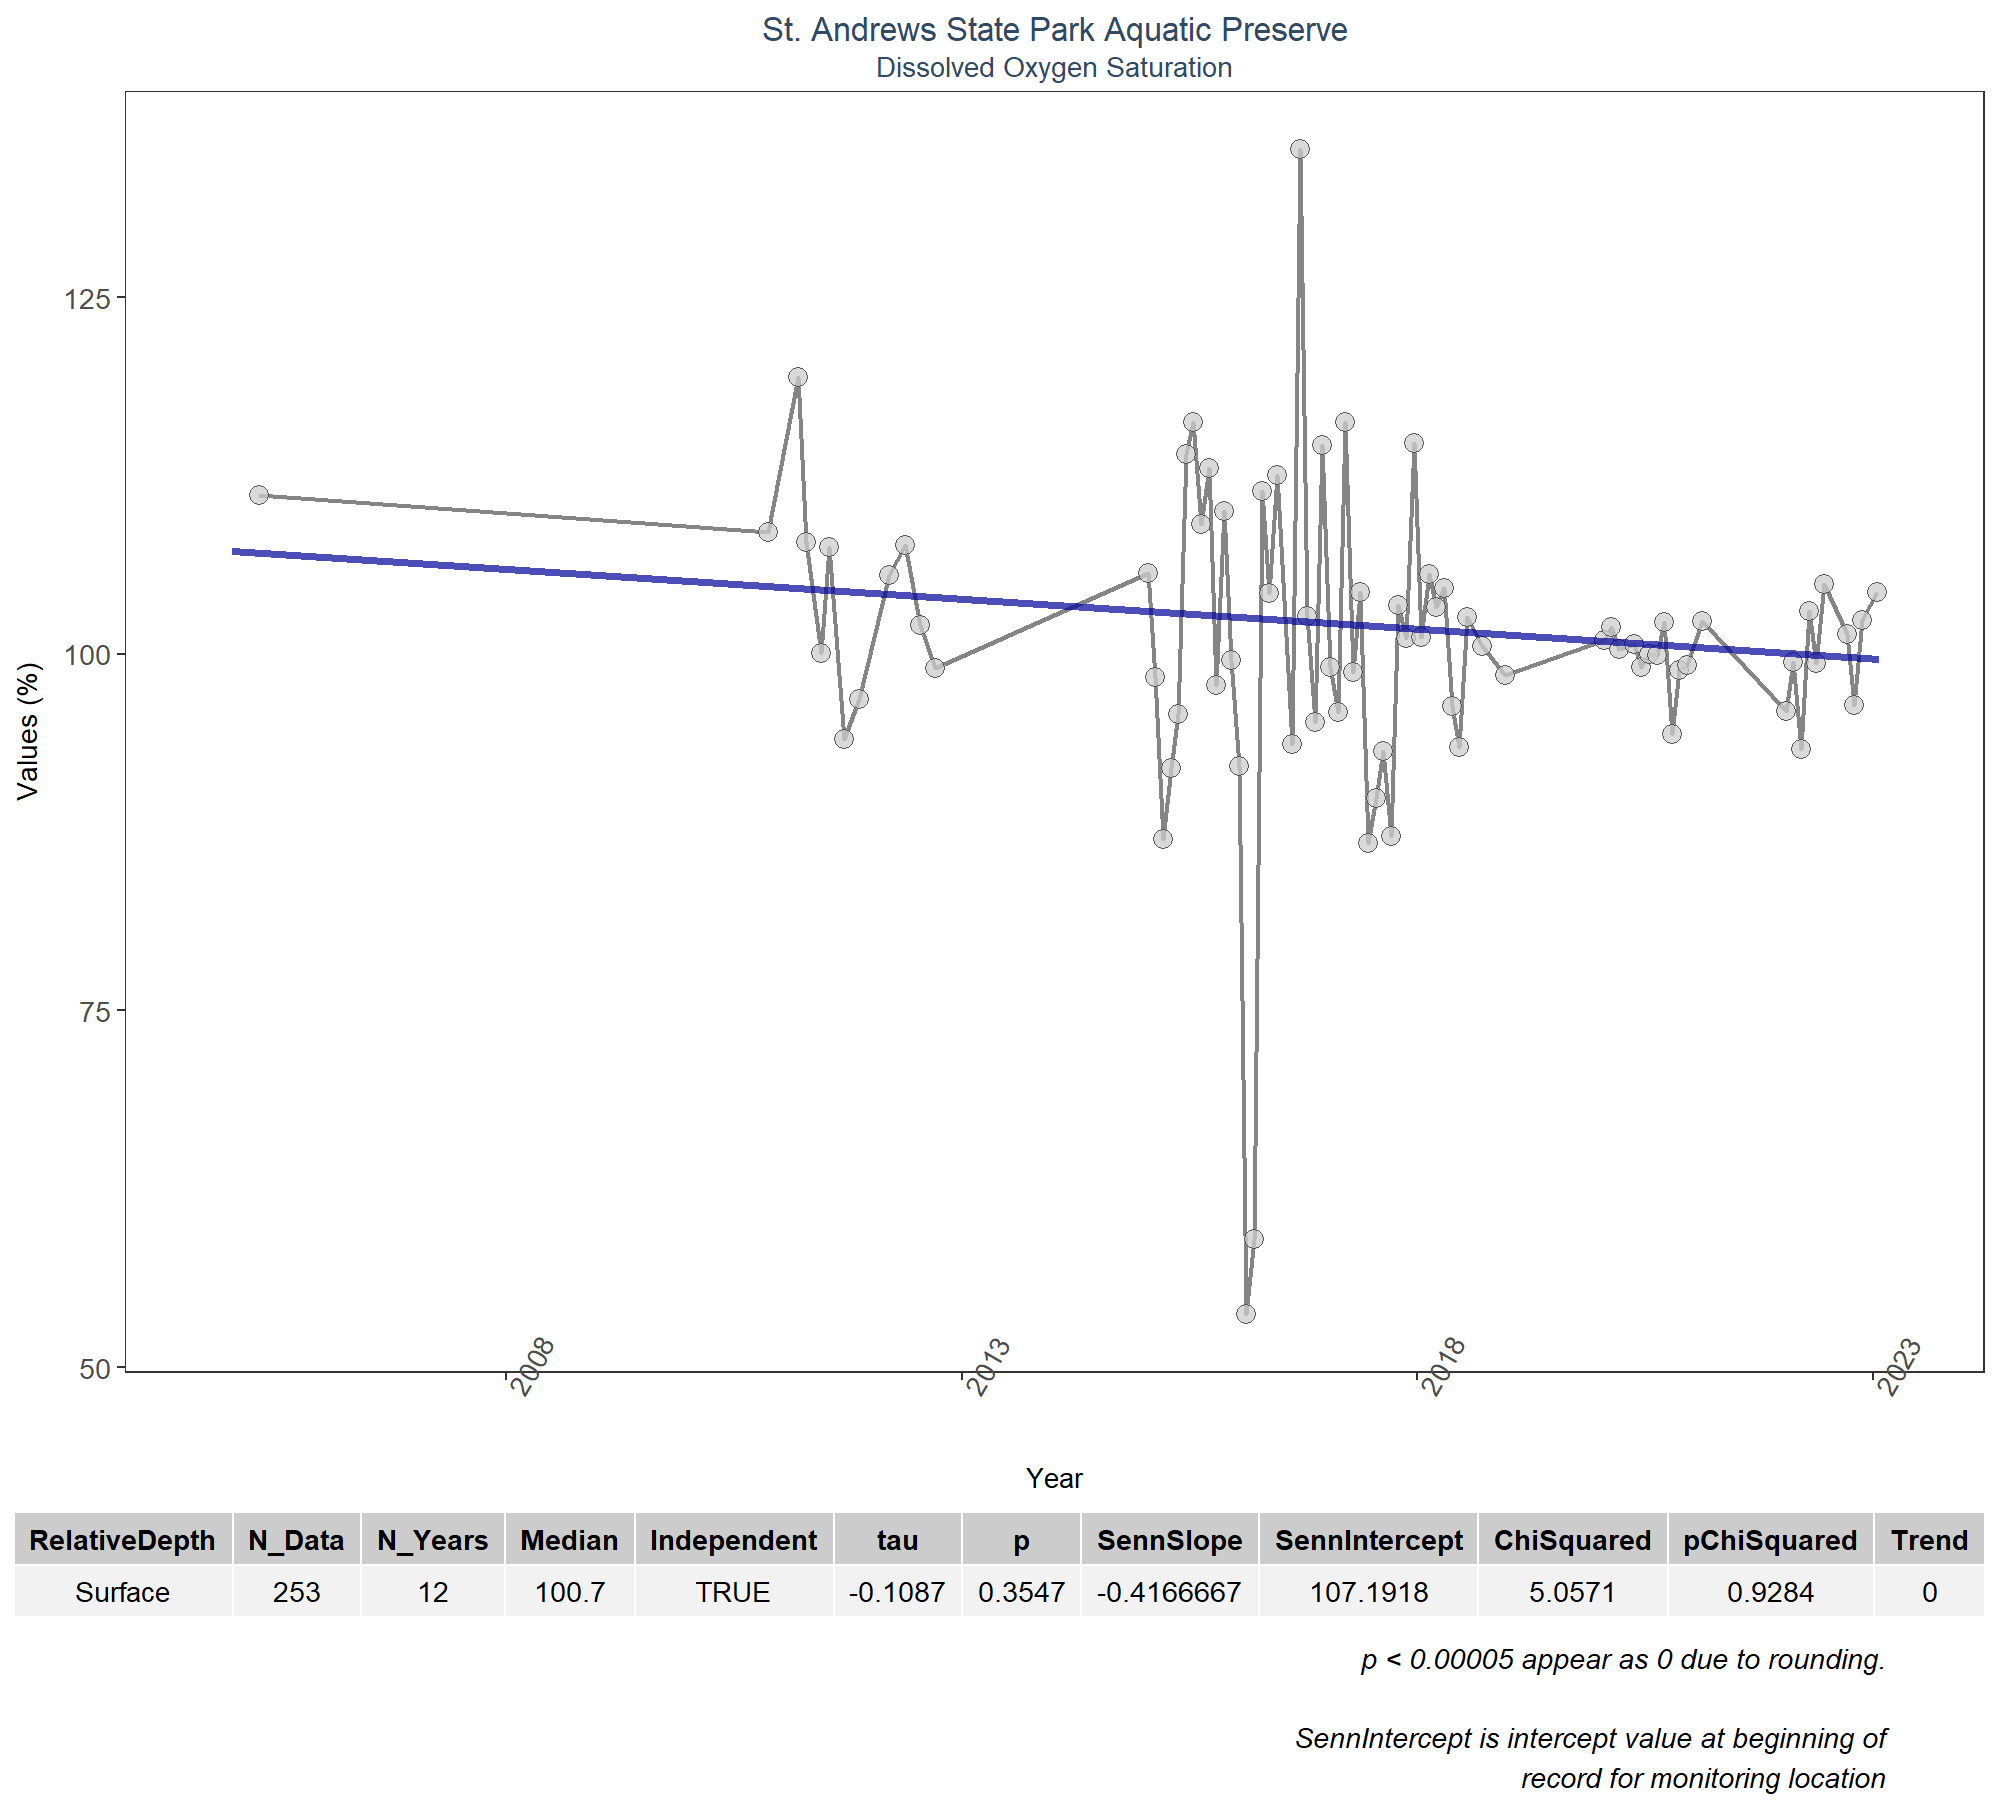 St. Andrews State Park Aquatic Preserve
Dissolved Oxygen Saturation
Values (%)
125
100
75
50
2008
2013
2018
2023
Year
RelativeDepth N_Data N_Years Median Independent tau p SennSlope SennIntercept ChiSquared pChiSquared Trend
Surface 253 12 100.7 TRUE -0.1087 0.3547 -0.4166667 107.1918 5.0571 0.9284 0
p < 0.00005 appear as 0 due to rounding.
SennIntercept is intercept value at beginning of
record for monitoring location